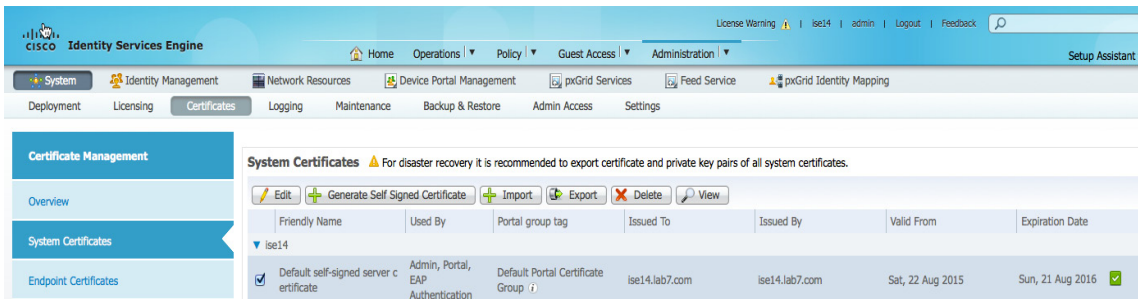 License Warning | ise14 | admin | Logout | Feedback
CISCO Identity Services Engine
Home Operations | Policy | Guest Access | Administration | Setup Assistant
System Identity Management Network Resources Device Portal Management pxGrid Services Feed Service pxGrid Identity Mapping
Deployment Licensing Certificates Logging Maintenance Backup & Restore Admin Access Settings
Certificate Management
Overview
System Certificates
Endpoint Certificates
System Certificates For disaster recovery it is recommended to export certificate and private key pairs of all system certificates.
Edit Generate Self Signed Certificate Import Export Delete View
Friendly Name Used By Portal group tag Issued To Issued By Valid From Expiration Date
ise14
Default self-signed server c
ertificate
Admin, Portal,
EAP
Authentication
Default Portal Certificate
Group i
ise14.lab7.com
ise14.lab7.com
Sat, 22 Aug 2015
Sun, 21 Aug 2016